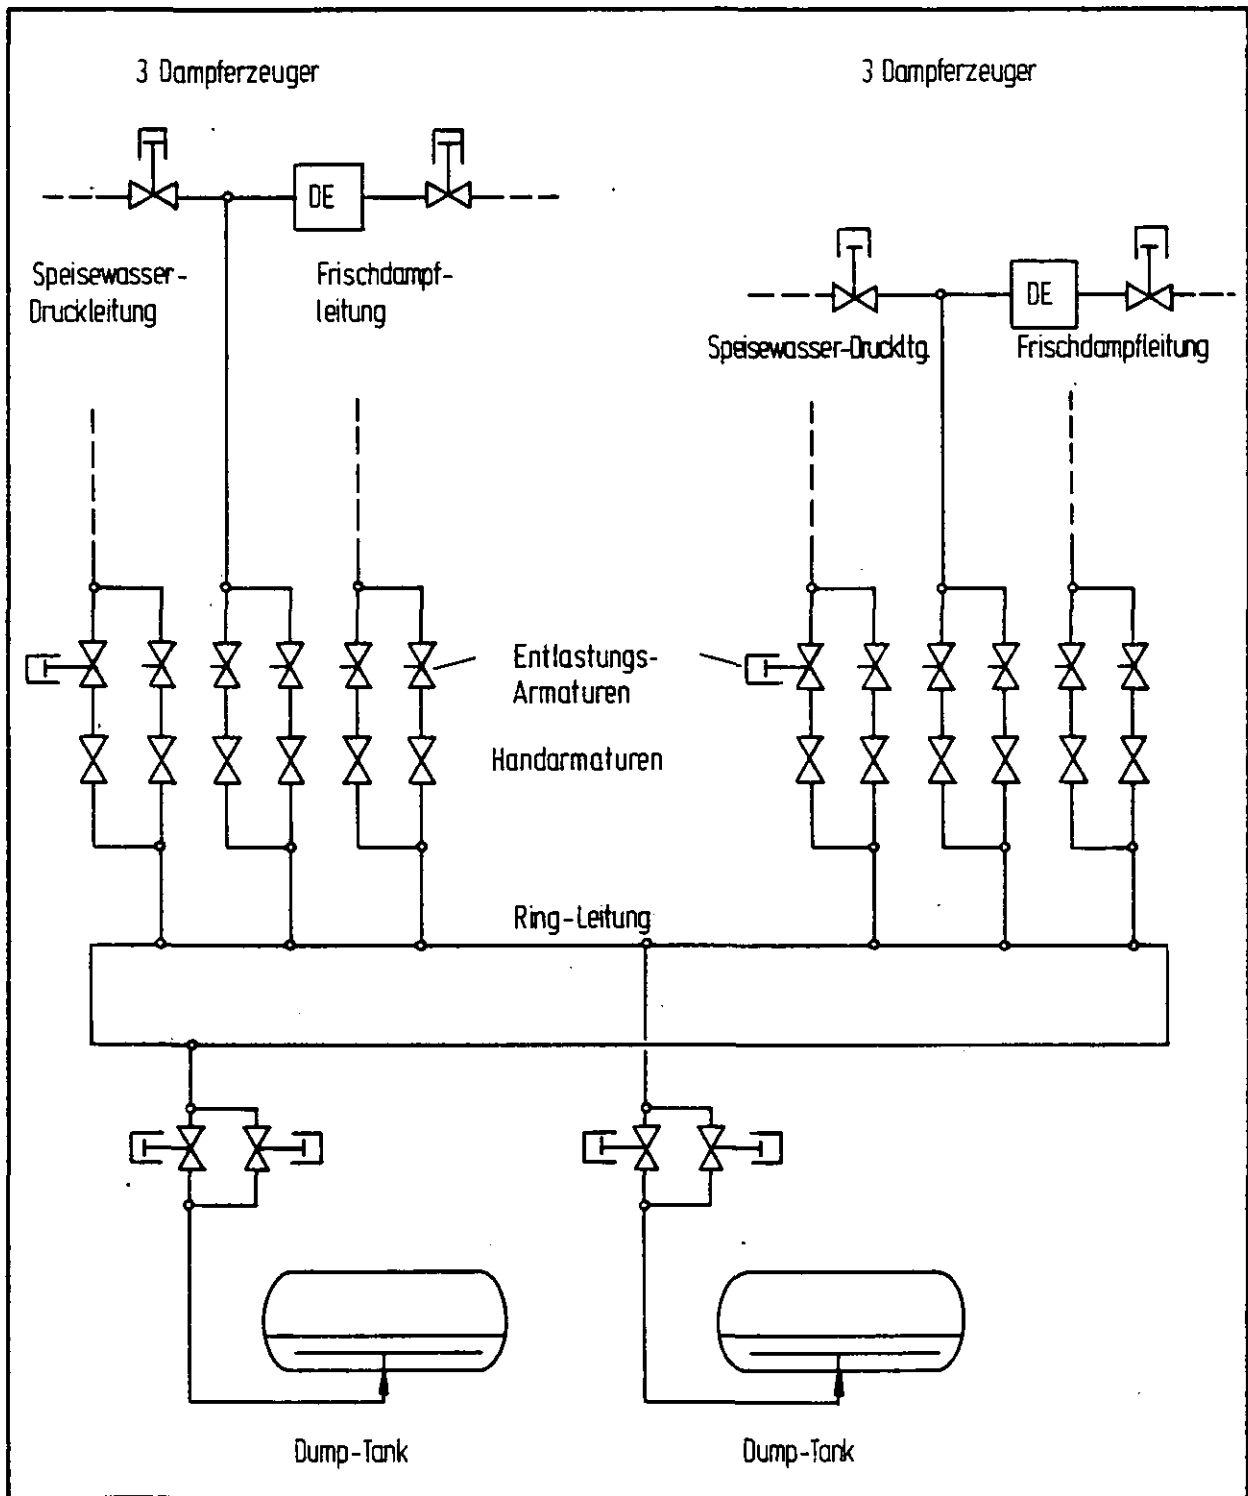 3 Dampferzeuger
3 Dampferzeuger
DE
Speisewasser-
Druckleitung
Frischdampf-
leitung
DE
Speisewasser-Druckltg.
Frischdampfleitung
Entlastungs-
Armaturen
Handarmaturen
Ring-Leitung
Dump-Tank
Dump-Tank